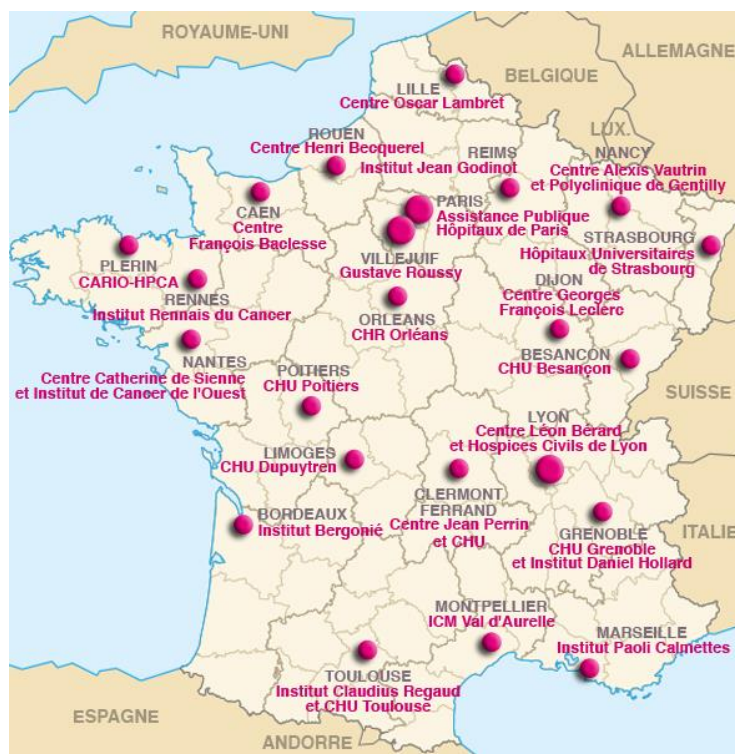 ROYAUME-UNI
ALLEMAGNE
BELGIQUE
LUX.
LILLE
Centre Oscar Lambret
ROUEN
Centre Henri Becquerel
REIMS
Institut Jean Godinot
NANCY
Centre Alexis Vautrin
et Polyclinique de Gentilly
CAEN
Centre
François Baclesse
PARIS
Assistance Publique
Hôpitaux de Paris
STRASBOURG
Hôpitaux Universitaires
de Strasbourg
PLERIN
CARIO-HPCA
VILLEJUIF
Gustave Roussy
RENNES
Institut Rennais du Cancer
DIJON
Centre Georges
François Leclerc
ORLEANS
CHR Orléans
NANTES
Centre Catherine de Sienne
et Institut de Cancer de l'Ouest
BESANÇON
CHU Besançon
POITIERS
CHU Poitiers
SUISSE
LYON
Centre Léon Bérard
et Hospices Civils de Lyon
LIMOGES
CHU Dupuytren
CLERMONT
FERRAND
Centre Jean Perrin
et CHU
BORDEAUX
Institut Bergonié
GRENOBLE
CHU Grenoble
et Institut Daniel Hollard
ITALIE
MONTPELLIER
ICM Val d'Aurelle
MARSEILLE
Institut Paoli Calmettes
TOULOUSE
Institut Claudius Regaud
et CHU Toulouse
ESPAGNE
ANDORRE